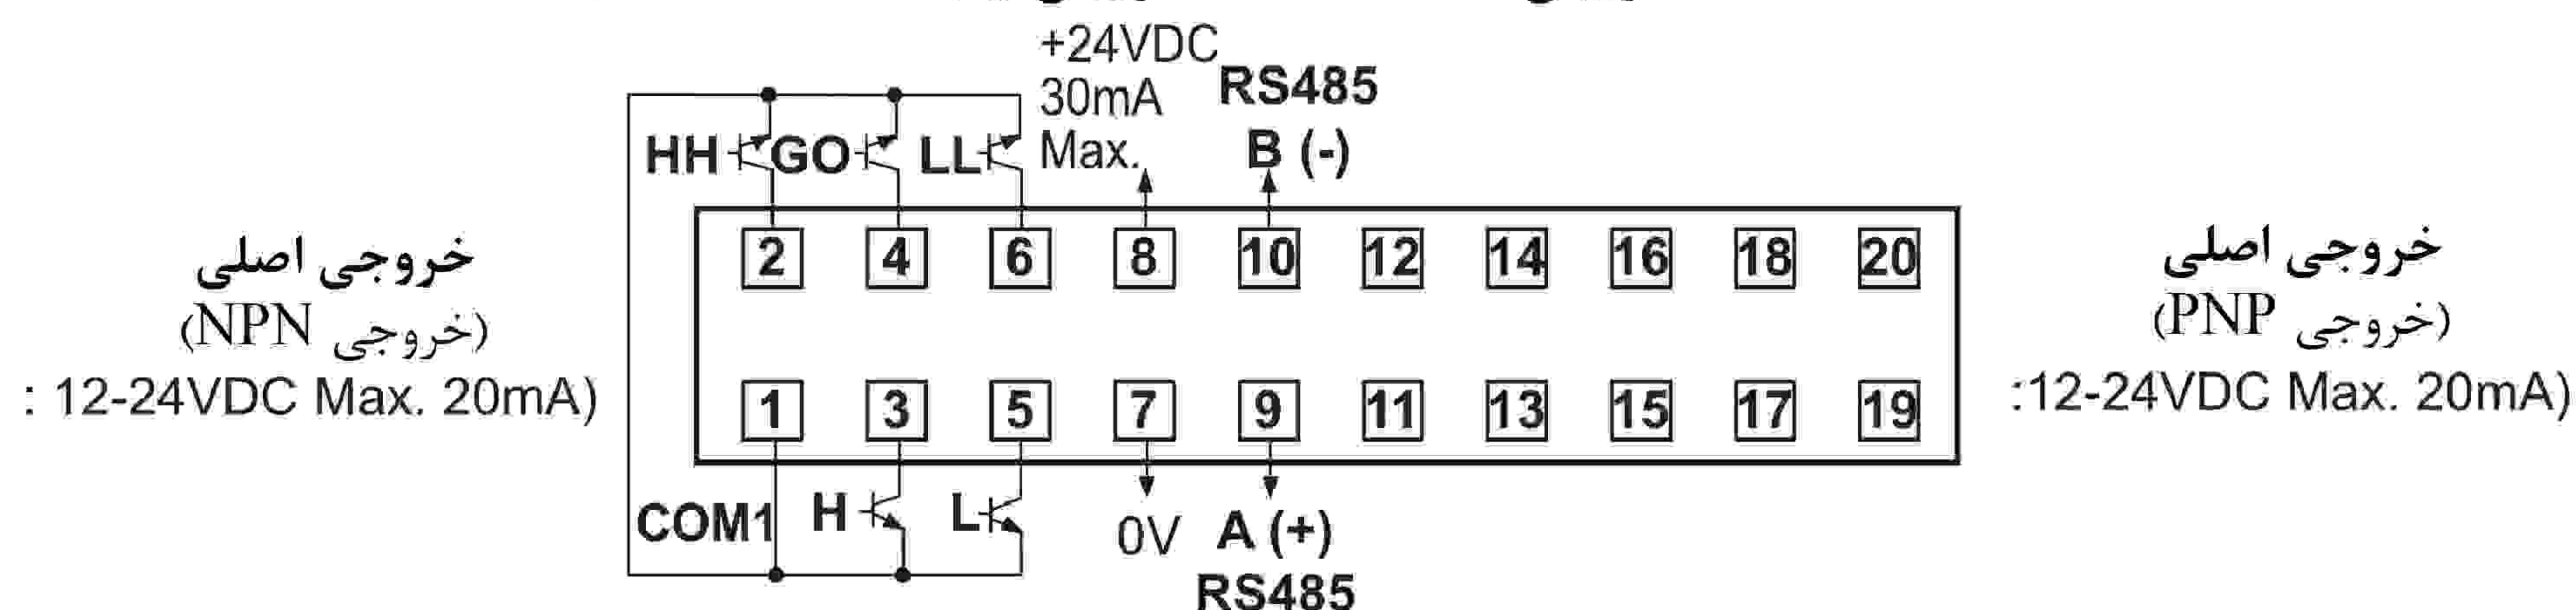 +24VDC
30mA
Max.
RS485
B (-)
HH GO LL
خروجی اصلی
(خروجی NPN)
: 12-24VDC Max. 20mA)
2 4 6 8 10 12 14 16 18 20
1 3 5 7 9 11 13 15 17 19
خروجی اصلی
(خروجی PNP)
:12-24VDC Max. 20mA)
COM1 H L
0V A (+)
RS485